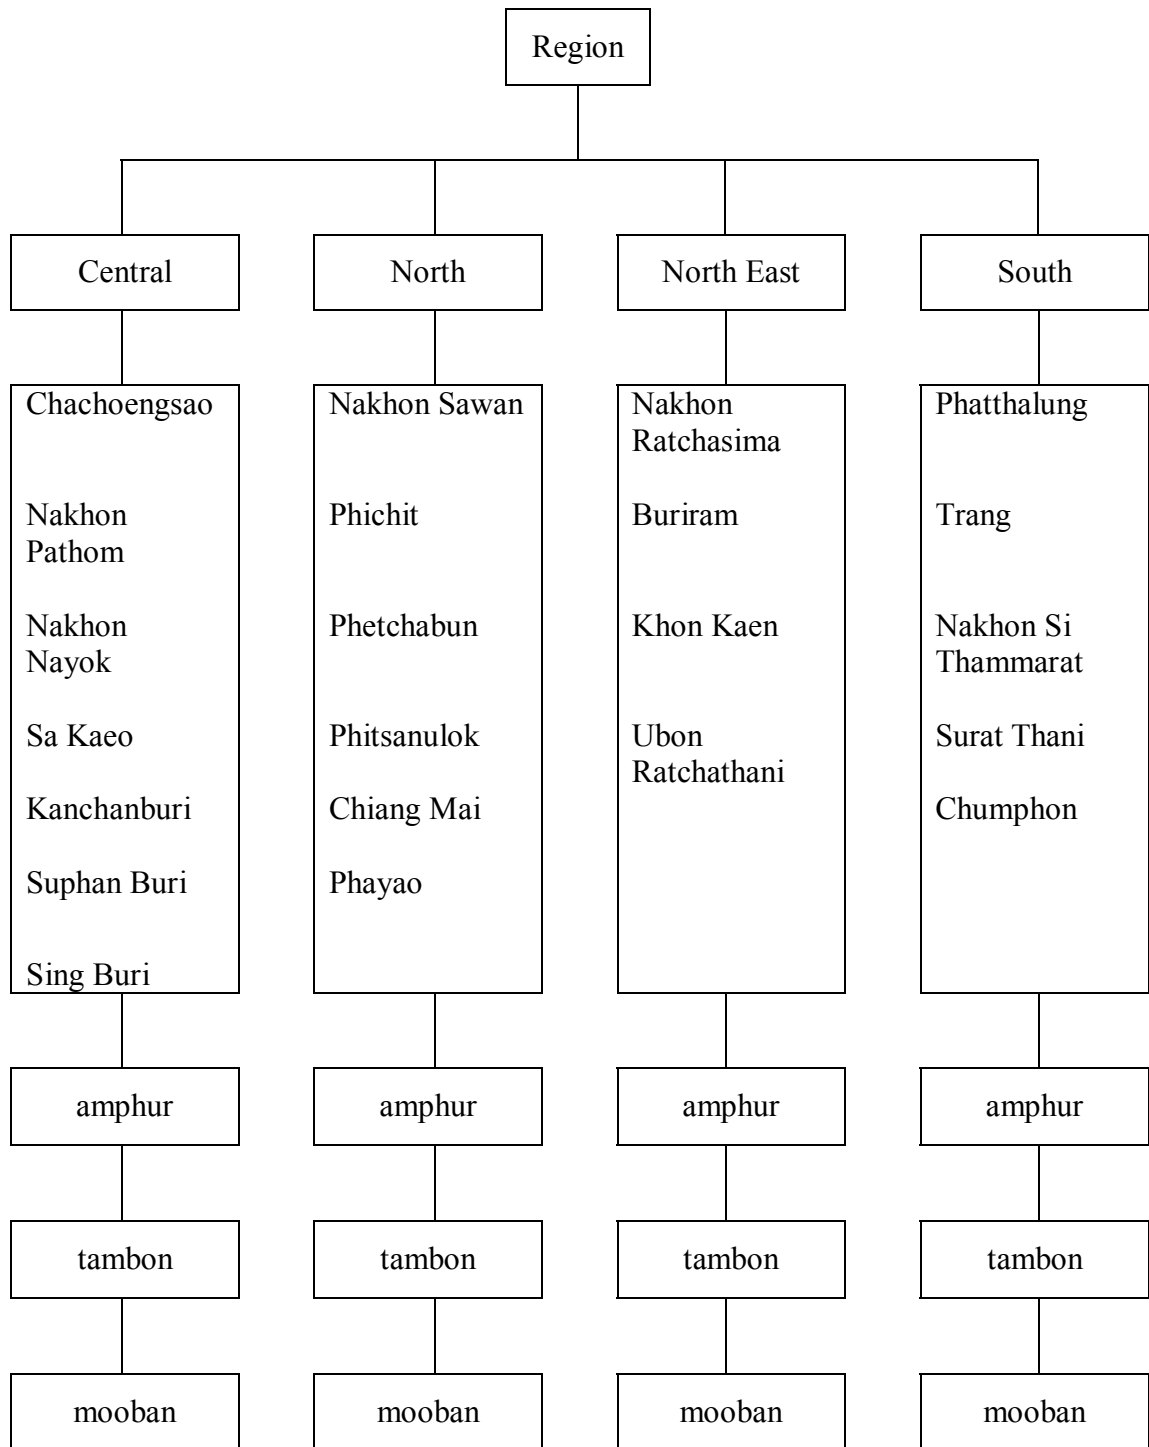 Region
Central
North
North East
South
Chachoengsao
Nakhon
Pathom
Nakhon
Nayok
Sa Kaeo
Kanchanburi
Suphan Buri
Sing Buri
Nakhon Sawan
Phichit
Phetchabun
Phitsanulok
Chiang Mai
Phayao
Nakhon
Ratchasima
Buriram
Khon Kaen
Ubon
Ratchathani
Phatthalung
Trang
Nakhon Si
Thammarat
Surat Thani
Chumphon
amphur
amphur
amphur
amphur
tambon
tambon
tambon
tambon
mooban
mooban
mooban
mooban